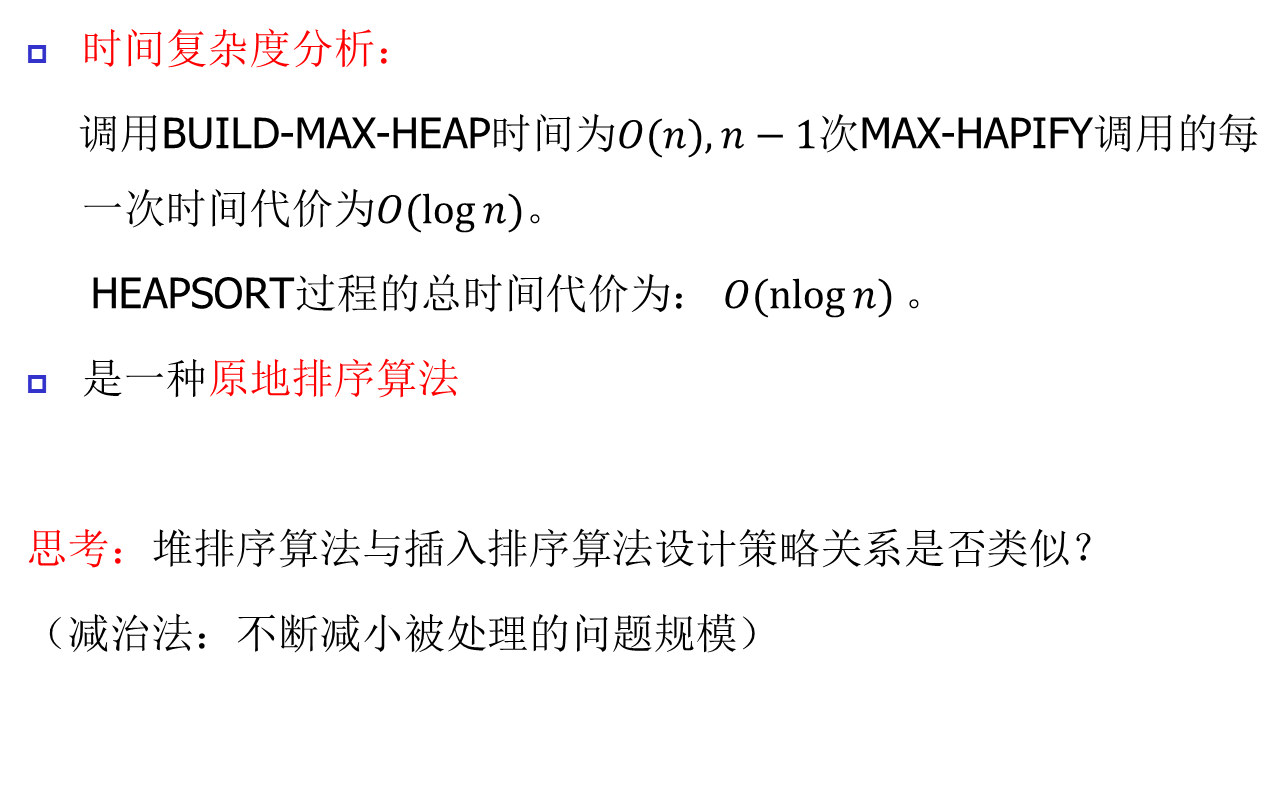 时间复杂度分析：
调用BUILD-MAX-HEAP时间为O(n), n − 1次MAX-HAPIFY调用的每
一次时间代价为O(log n)。
HEAPSORT过程的总时间代价为： O(nlog n) 。
是一种原地排序算法
思考：堆排序算法与插入排序算法设计策略关系是否类似？
（减治法：不断减小被处理的问题规模）